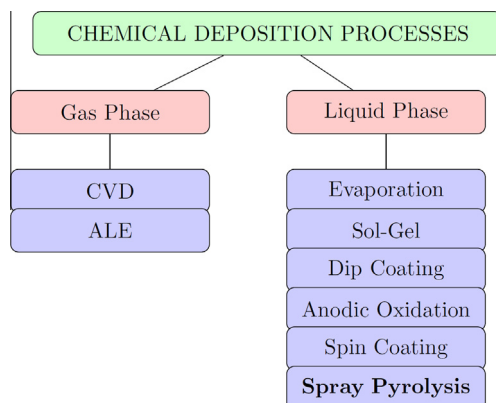 CHEMICAL DEPOSITION PROCESSES
Gas Phase
Liquid Phase
CVD
ALE
Evaporation
Sol-Gel
Dip Coating
Anodic Oxidation
Spin Coating
Spray Pyrolysis